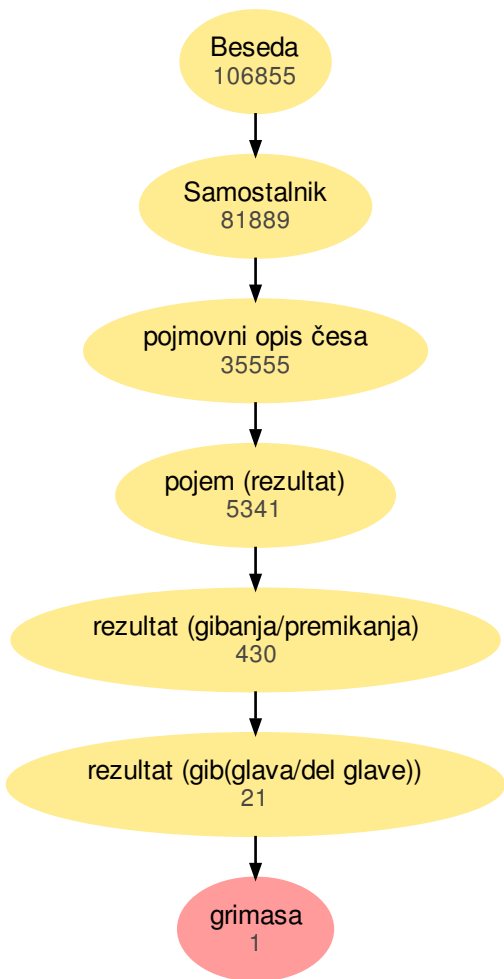 Beseda
106855
Samostalnik
81889
pojmovni opis česa
35555
pojem (rezultat)
5341
rezultat (gibanja/premikanja)
430
rezultat (gib(glava/del glave))
21
grimasa
1